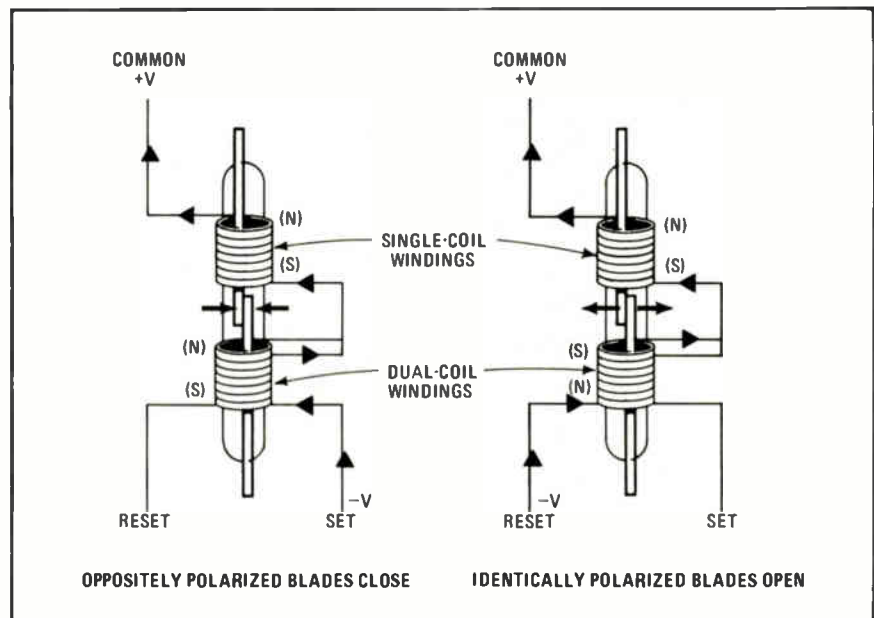 COMMON
+V
(N)
(S)
(N)
(S)
RESET
-V
SET
OPPOSITELY POLARIZED BLADES CLOSE
SINGLE-COIL
WINDINGS
DUAL-COIL
WINDINGS
COMMON
+V
(N)
(S)
(S)
(N)
-V
RESET
SET
IDENTICALLY POLARIZED BLADES OPEN